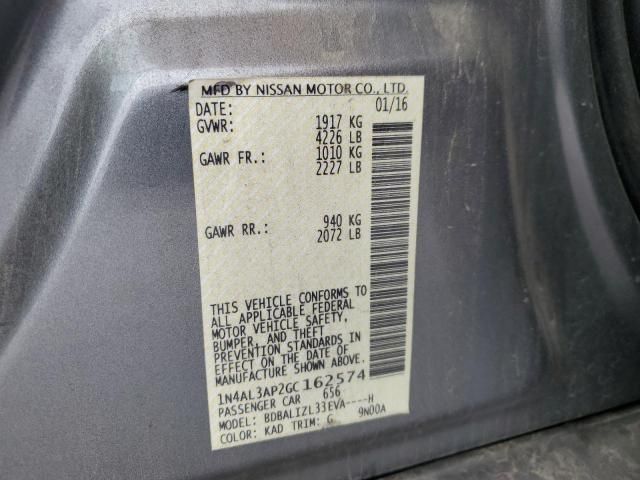 MFD BY NISSAN MOTOR CO., LTD.
DATE: 01/16
GVWR: 1917 KG
4226 LB
GAWR FR.: 1010 KG
2227 LB
GAWR RR.: 940 KG
2072 LB
THIS VEHICLE CONFORMS TO
ALL APPLICABLE FEDERAL
MOTOR VEHICLE SAFETY,
BUMPER, AND THEFT
PREVENTION STANDARDS IN
EFFECT ON THE DATE OF
MANUFACTURE SHOWN ABOVE.
1N4AL3AP2GC162574
PASSENGER CAR 656
MODEL: BDBALIZL33EVA----H
COLOR: KAD TRIM: G 9N00A